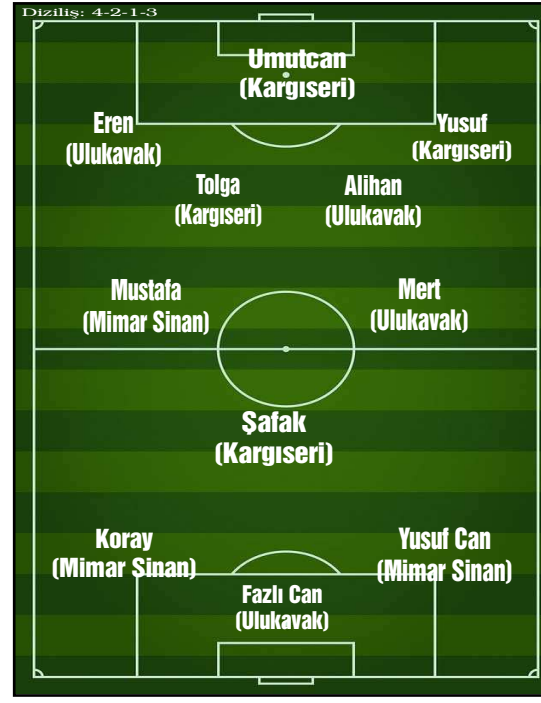 Diziliş: 4-2-1-3
Umutcan
(Kargıseri)
Eren
(Ulukavak)
Yusuf
(Kargıseri)
Tolga
(Kargıseri)
Alihan
(Ulukavak)
Mustafa
(Mimar Sinan)
Mert
(Ulukavak)
Şafak
(Kargıseri)
Koray
(Mimar Sinan)
Yusuf Can
(Mimar Sinan)
Fazlı Can
(Ulukavak)